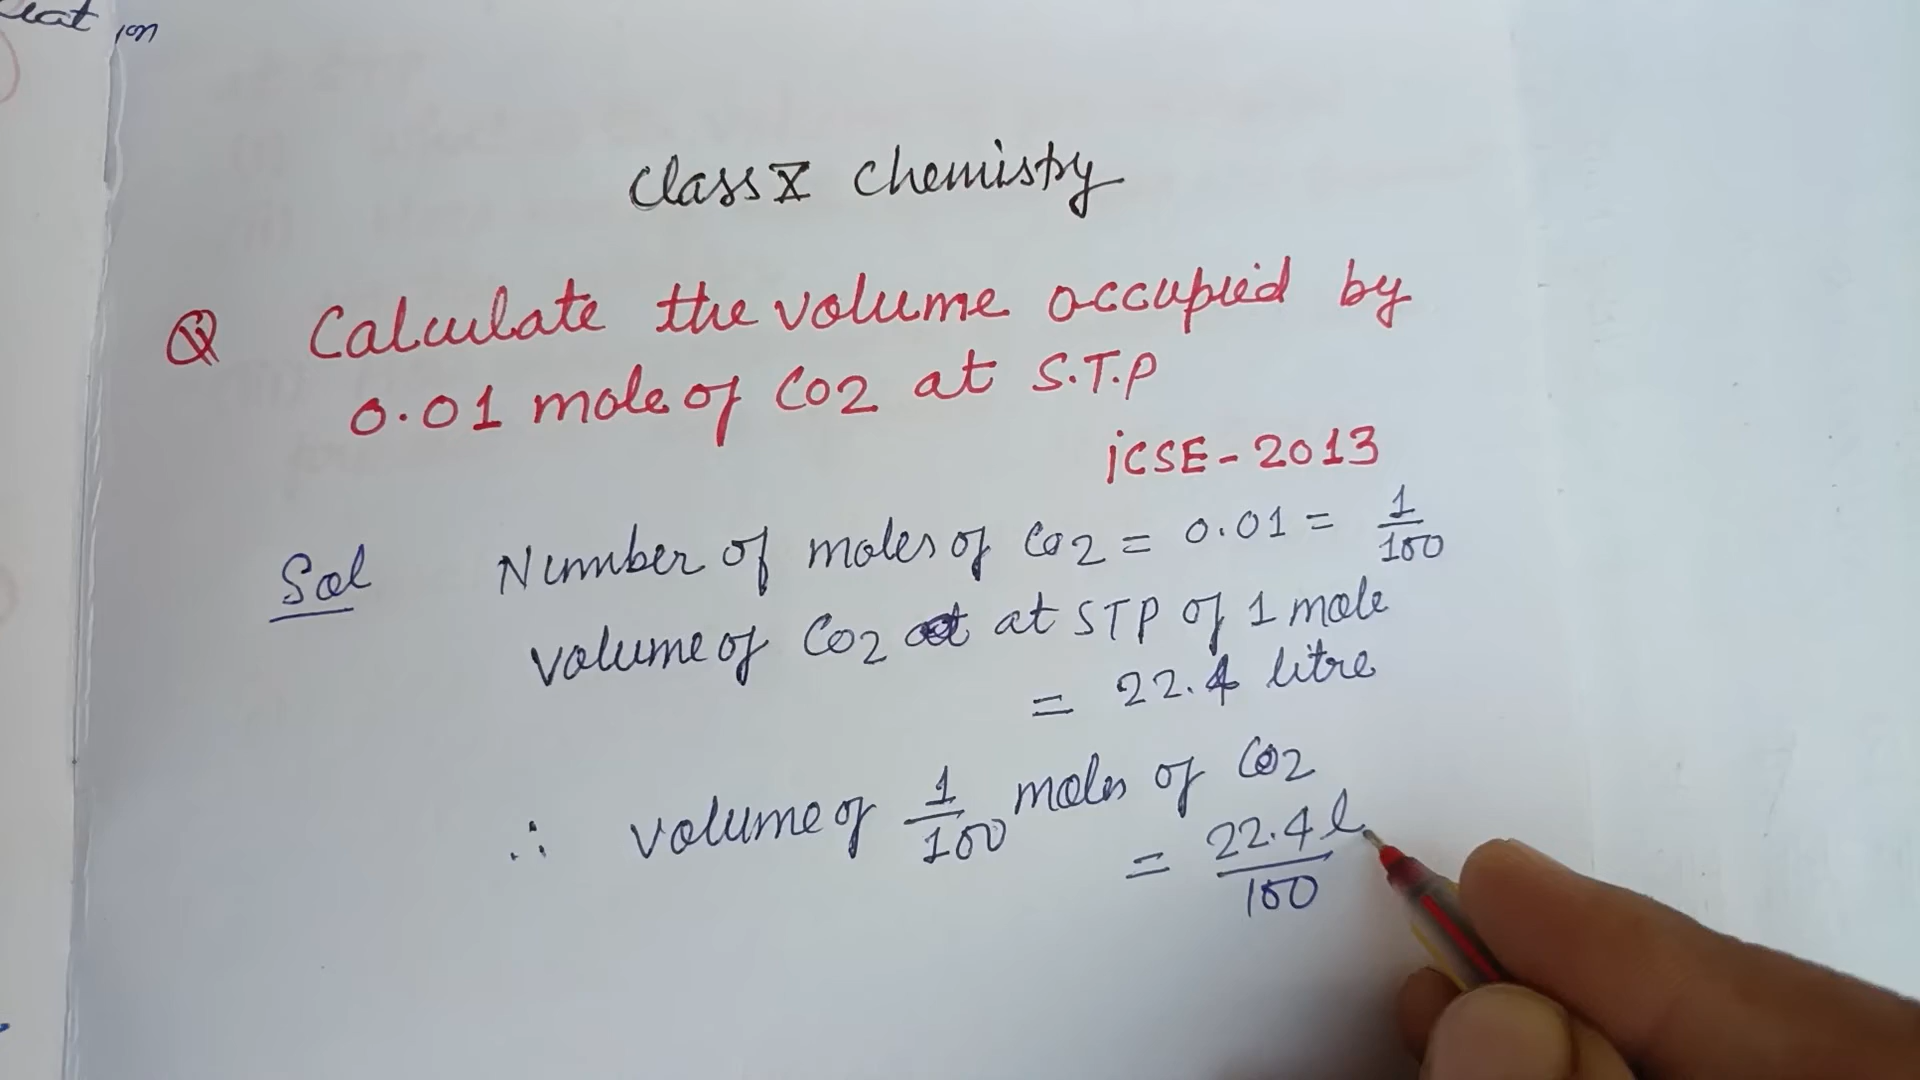 ion
Class X Chemistry
Q Calculate the volume occupied by
0.01 mole of CO2 at S.T.P
iCSE-2013
Sol Number of moles of CO2 = 0.01 = 1/100
volume of CO2 at STP of 1 mole
= 22.4 litre
∴ volume of 1/100 moles of CO2
= 22.4 l/100